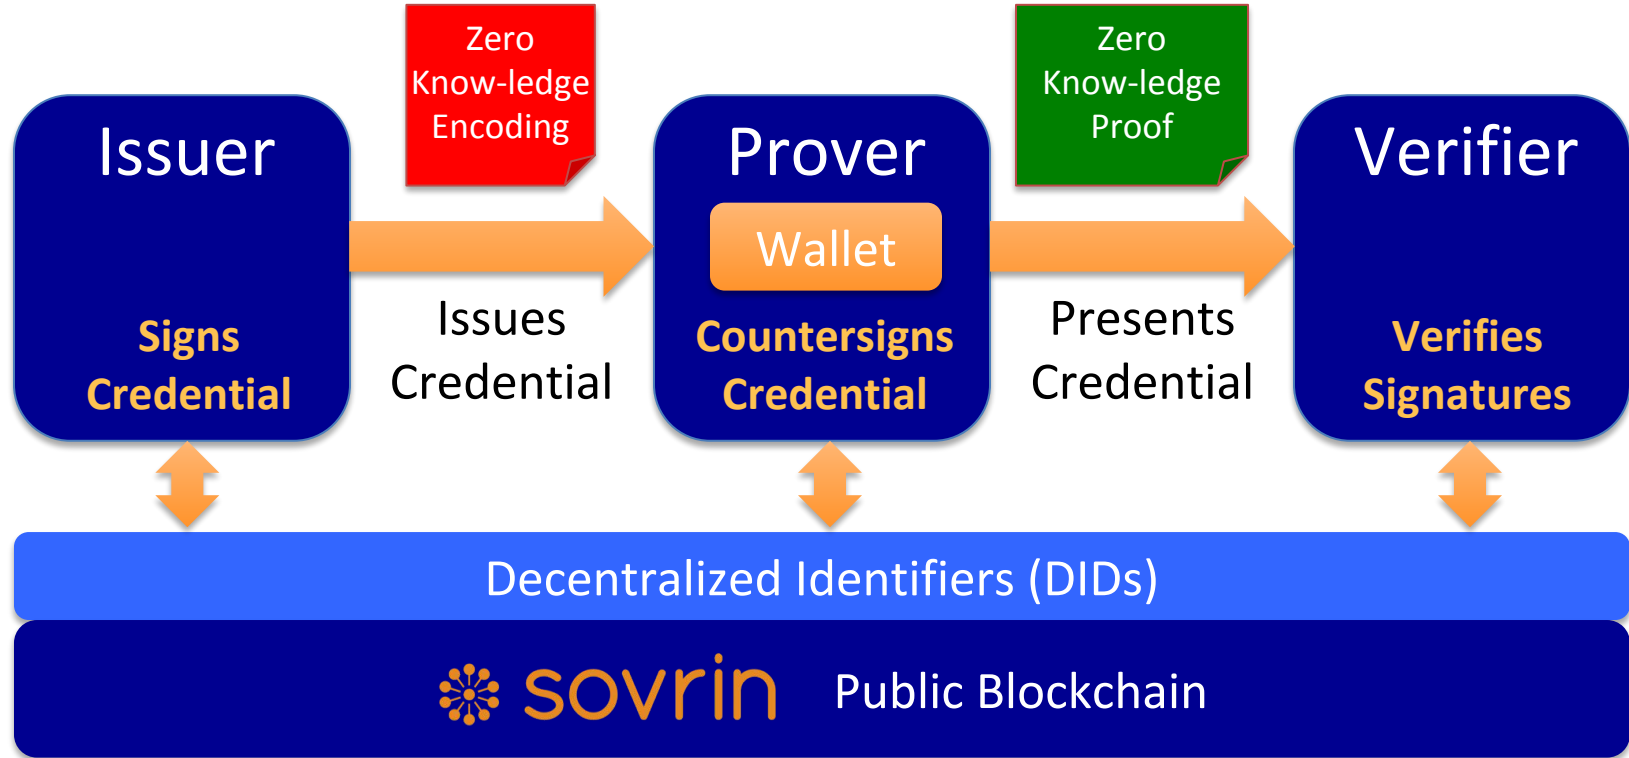 Zero
Know-ledge
Encoding
Zero
Know-ledge
Proof
Issuer
Prover
Verifier
Wallet
Signs
Credential
Issues
Credential
Countersigns
Credential
Presents
Credential
Verifies
Signatures
Decentralized Identifiers (DIDs)
sovrin Public Blockchain